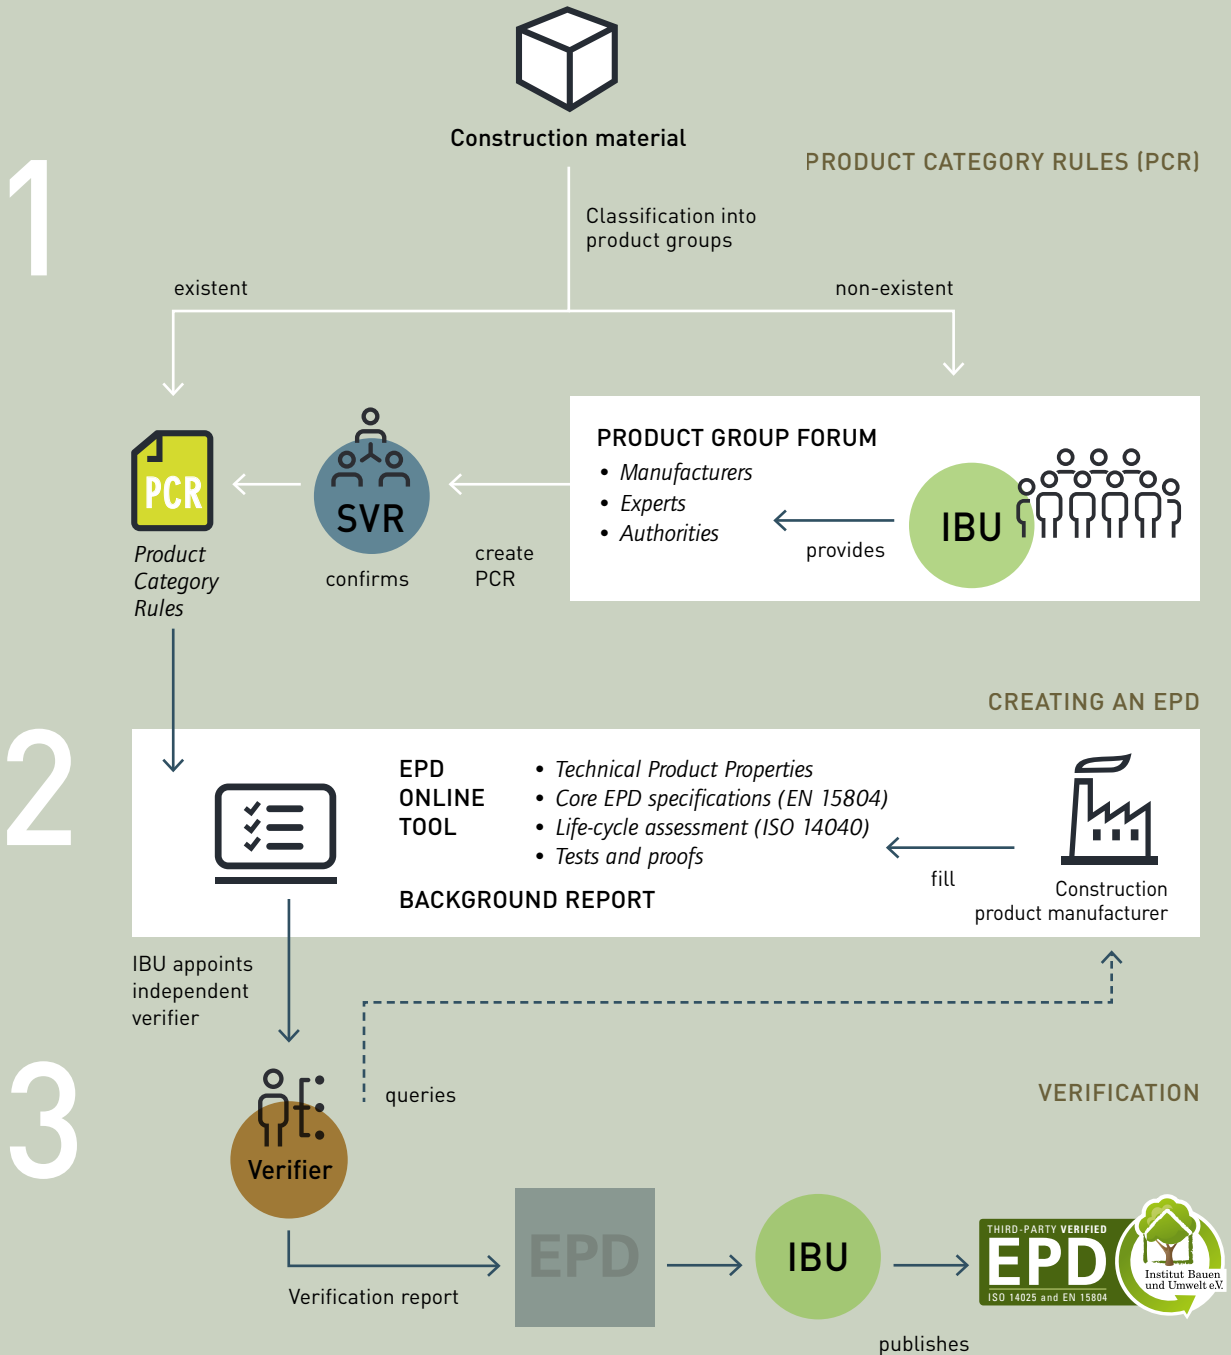 Construction material
1
PRODUCT CATEGORY RULES (PCR)
Classification into
product groups
existent
non-existent
PCR
Product
Category
Rules
SVR
confirms
create
PCR
PRODUCT GROUP FORUM
• Manufacturers
• Experts
• Authorities
provides
IBU
CREATING AN EPD
2
EPD
ONLINE
TOOL
• Technical Product Properties
• Core EPD specifications (EN 15804)
• Life-cycle assessment (ISO 14040)
• Tests and proofs
BACKGROUND REPORT
fill
Construction
product manufacturer
IBU appoints
independent
verifier
3
queries
VERIFICATION
Verifier
Verification report
EPD
IBU
publishes
THIRD-PARTY VERIFIED
EPD
ISO 14025 and EN 15804
Institut Bauen
und Umwelt e.V.